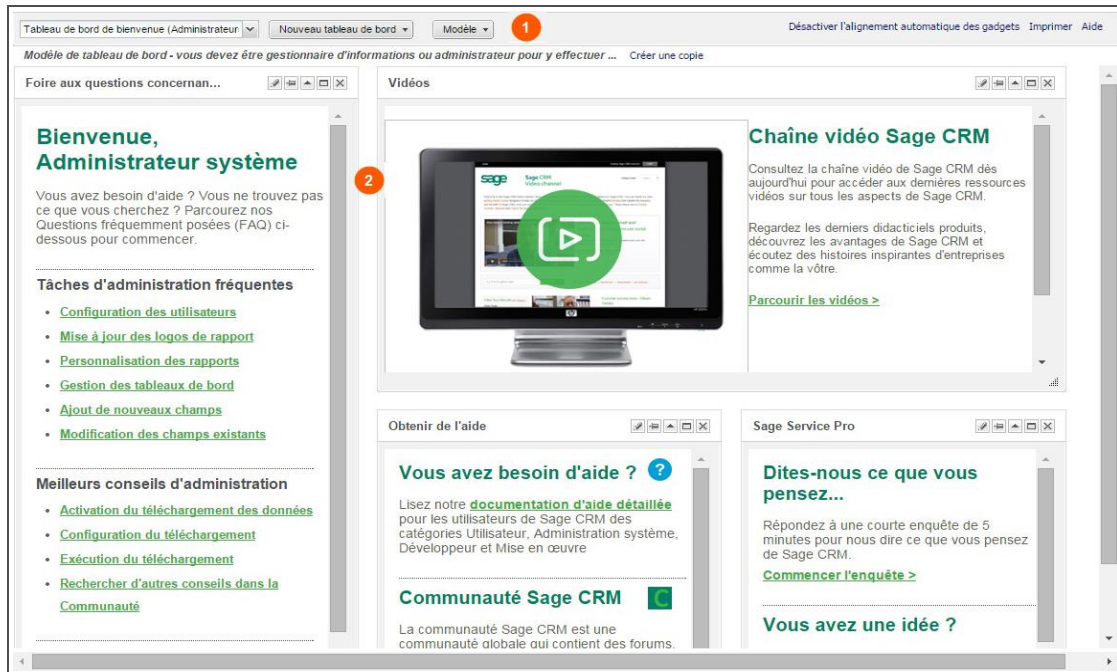 Tableau de bord de bienvenue (Administrateur
Nouveau tableau de bord
Modèle
1
Désactiver l'alignement automatique des gadgets
Imprimer
Aide
Modèle de tableau de bord - vous devez être gestionnaire d'informations ou administrateur pour y effectuer ...
Créer une copie
Foire aux questions concernan...
Bienvenue,
Administrateur système
Vous avez besoin d'aide ? Vous ne trouvez pas
ce que vous cherchez ? Parcourez nos
Questions fréquemment posées (FAQ) ci-
dessous pour commencer.
Tâches d'administration fréquentes
• Configuration des utilisateurs
• Mise à jour des logos de rapport
• Personnalisation des rapports
• Gestion des tableaux de bord
• Ajout de nouveaux champs
• Modification des champs existants
Meilleurs conseils d'administration
• Activation du téléchargement des données
• Configuration du téléchargement
• Exécution du téléchargement
• Rechercher d'autres conseils dans la
Communauté
2
Vidéos
sage
Sage CRM
Video channel
Chaîne vidéo Sage CRM
Consultez la chaîne vidéo de Sage CRM dès
aujourd'hui pour accéder aux dernières ressources
vidéos sur tous les aspects de Sage CRM.
Regardez les derniers didacticiels produits,
découvrez les avantages de Sage CRM et
écoutez des histoires inspirantes d'entreprises
comme la vôtre.
Parcourir les vidéos >
Obtenir de l'aide
Vous avez besoin d'aide ?
?
Lisez notre documentation d'aide détaillée
pour les utilisateurs de Sage CRM des
catégories Utilisateur, Administration système,
Développeur et Mise en œuvre
Communauté Sage CRM
C
La communauté Sage CRM est une
communauté globale qui contient des forums,
Sage Service Pro
Dites-nous ce que vous
pensez...
Répondez à une courte enquête de 5
minutes pour nous dire ce que vous pensez
de Sage CRM.
Commencer l'enquête >
Vous avez une idée ?